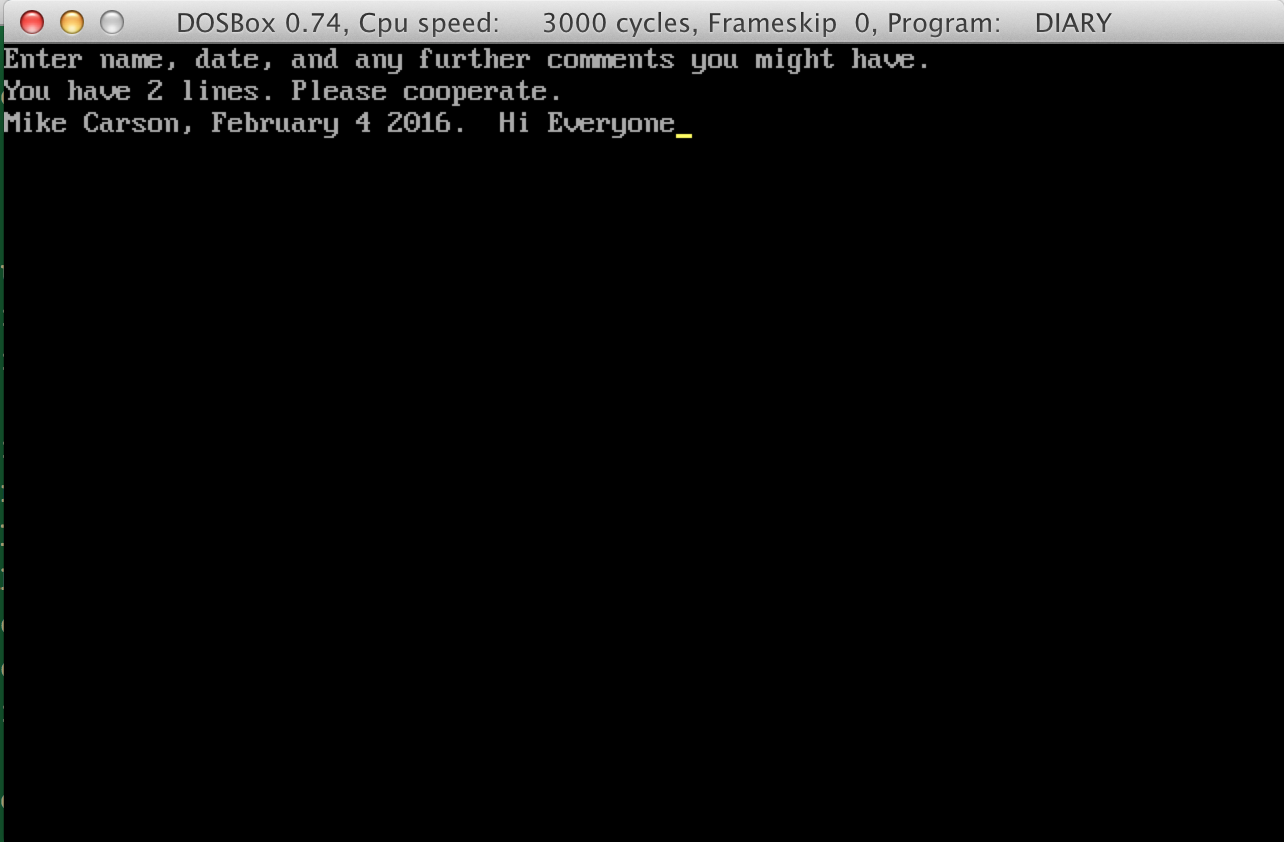 DOSBox 0.74, Cpu speed: 3000 cycles, Frameskip 0, Program: DIARY
Enter name, date, and any further comments you might have.
You have 2 lines. Please cooperate.
Mike Carson, February 4 2016.  Hi Everyone_